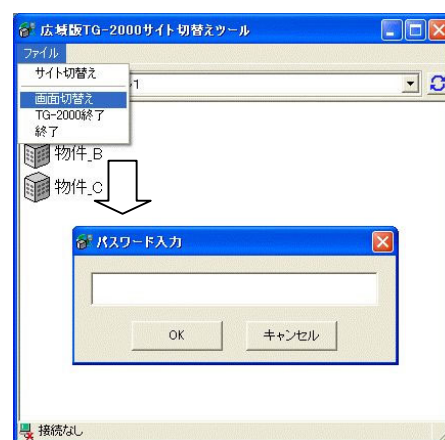 広域版TG-2000サイト切替えツール
ファイル
サイト切替え
1
画面切替え
TG-2000終了
終了
物件_B
物件_C
パスワード入力
OK
キャンセル
接続なし